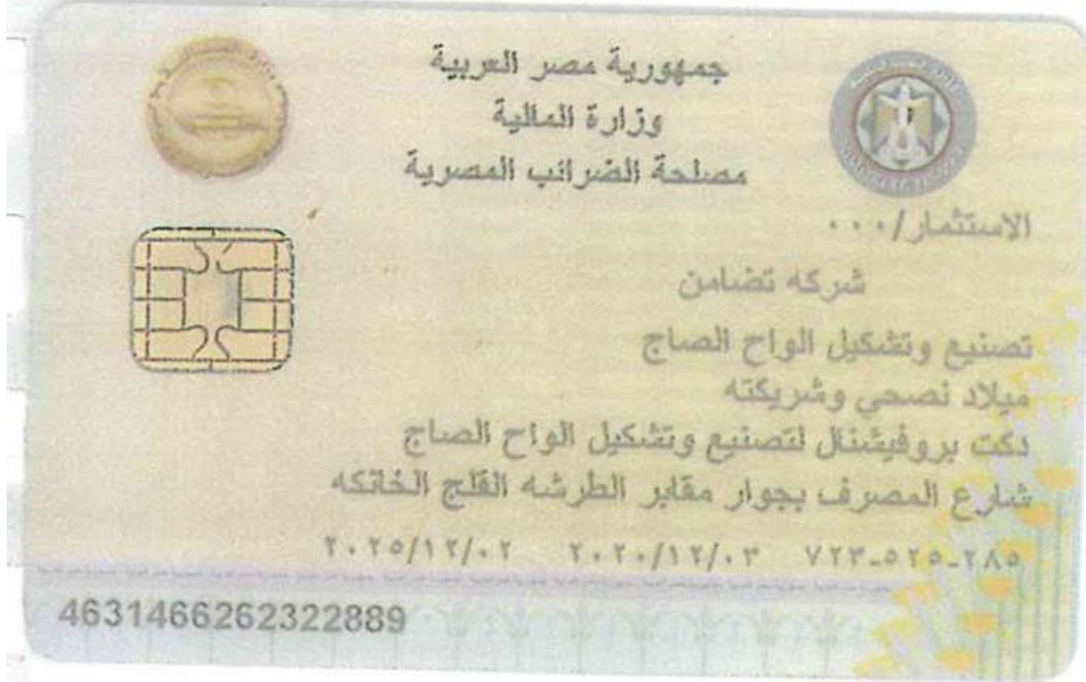 جمهورية مصر العربية
وزارة المالية
مصلحة الضرائب المصرية
الاستثمار/٠٠٠
شركه تضامن
تصنيع وتشكيل الواح الصاج
ميلاد نصحي وشريكته
دكت بروفيشنال لتصنيع وتشكيل الواح الصاج
شارع المصرف بجوار مقابر الطرشه القلج الخانكه
٧٢٣-٥٢٥-٢٨٥ ٢٠٢٠/١٢/٠٣ ٢٠٢٥/١٢/٠٢
4631466262322889